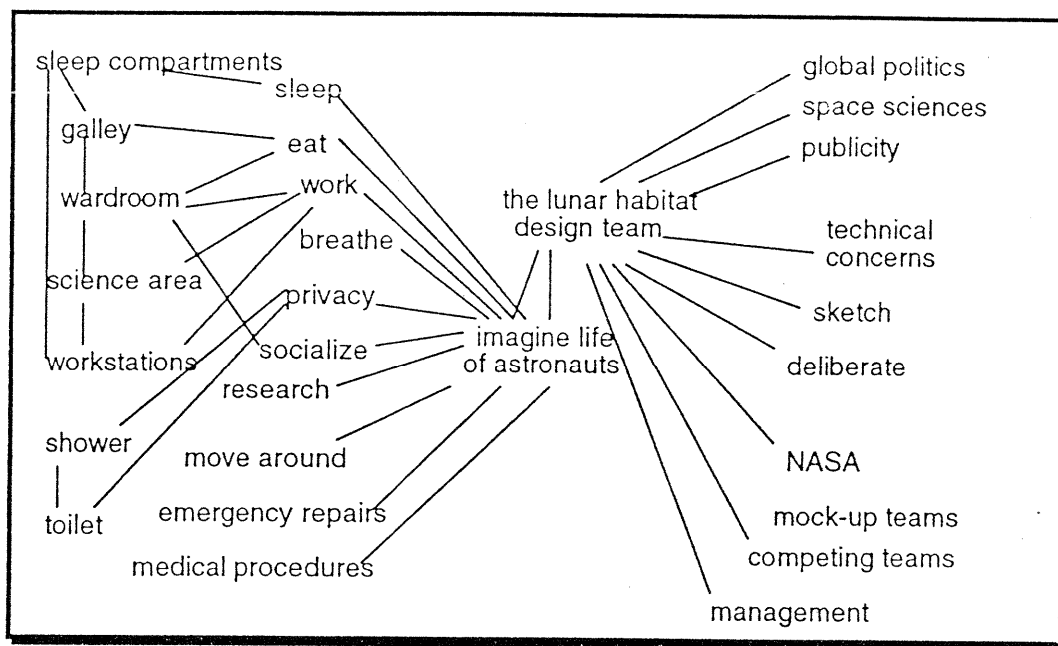 sleep compartments
sleep
galley
eat
wardroom
work
breathe
science area
privacy
workstations
socialize
research
shower
move around
toilet
emergency repairs
medical procedures
imagine life
of astronauts
the lunar habitat
design team
global politics
space sciences
publicity
technical
concerns
sketch
deliberate
NASA
mock-up teams
competing teams
management